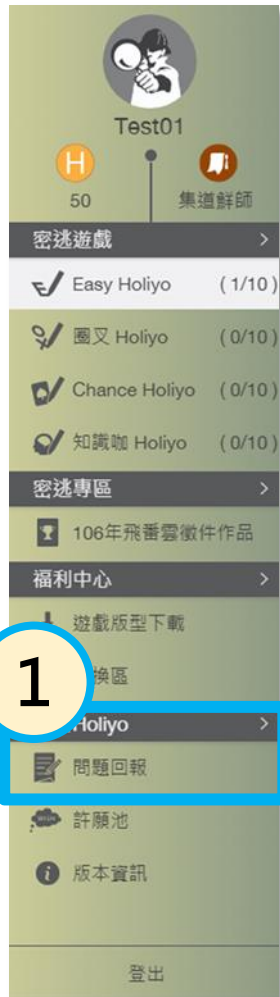 Test01
H
50 集道鮮師
密逃遊戲 >
Easy Holiyo (1/10)
圈叉 Holiyo (0/10)
Chance Holiyo (0/10)
知識咖 Holiyo (0/10)
密逃專區 >
106年飛番雲徵件作品
福利中心 >
遊戲版型下載
換區
1
Holiyo >
問題回報
許願池
版本資訊
登出